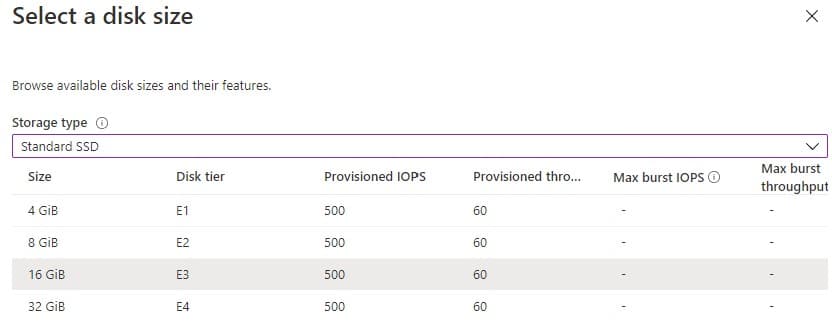 Select a disk size
Browse available disk sizes and their features.
Storage type
Standard SSD
Size Disk tier Provisioned IOPS Provisioned thro... Max burst IOPS Max burst throughput
4 GiB E1 500 60 - -
8 GiB E2 500 60 - -
16 GiB E3 500 60 - -
32 GiB E4 500 60 - -